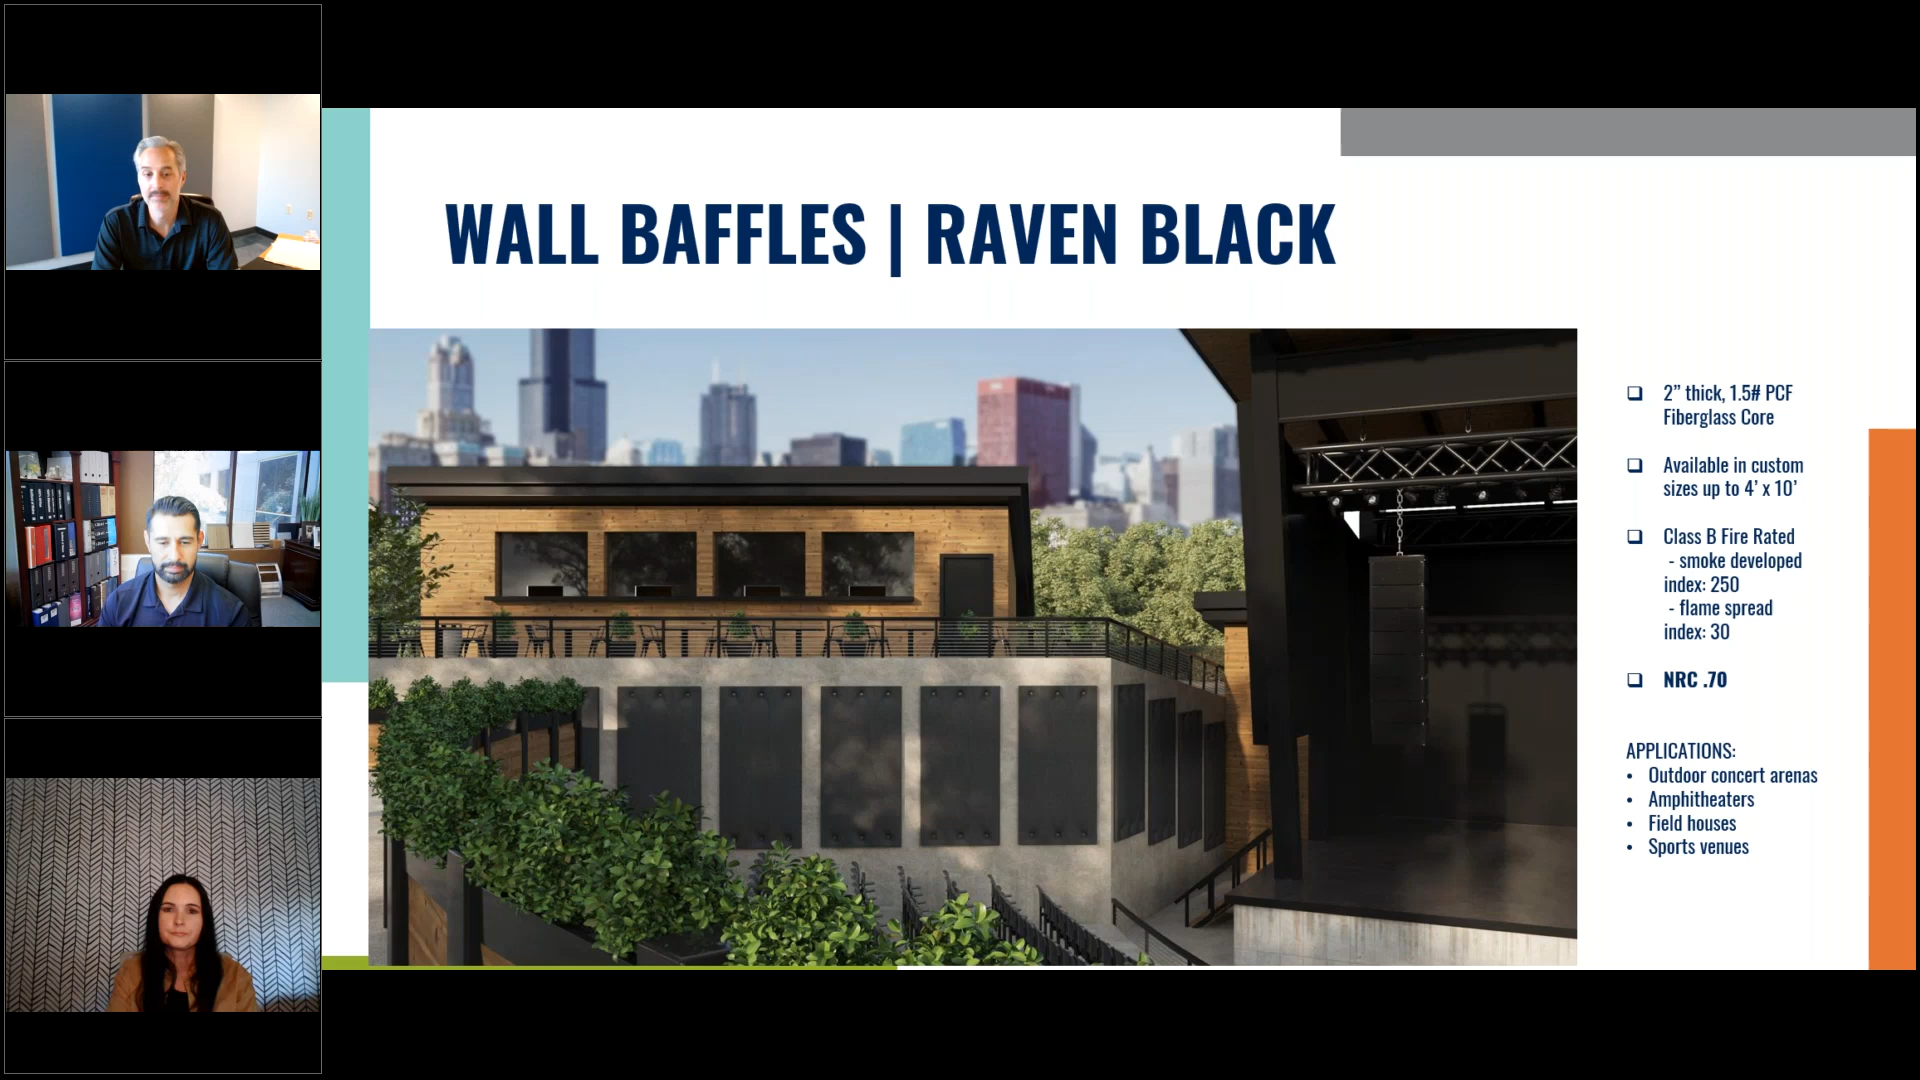 WALL BAFFLES | RAVEN BLACK
❑ 2” thick, 1.5# PCF
Fiberglass Core
❑ Available in custom
sizes up to 4’ x 10’
❑ Class B Fire Rated
- smoke developed
index: 250
- flame spread
index: 30
❑ NRC .70
APPLICATIONS:
• Outdoor concert arenas
• Amphitheaters
• Field houses
• Sports venues